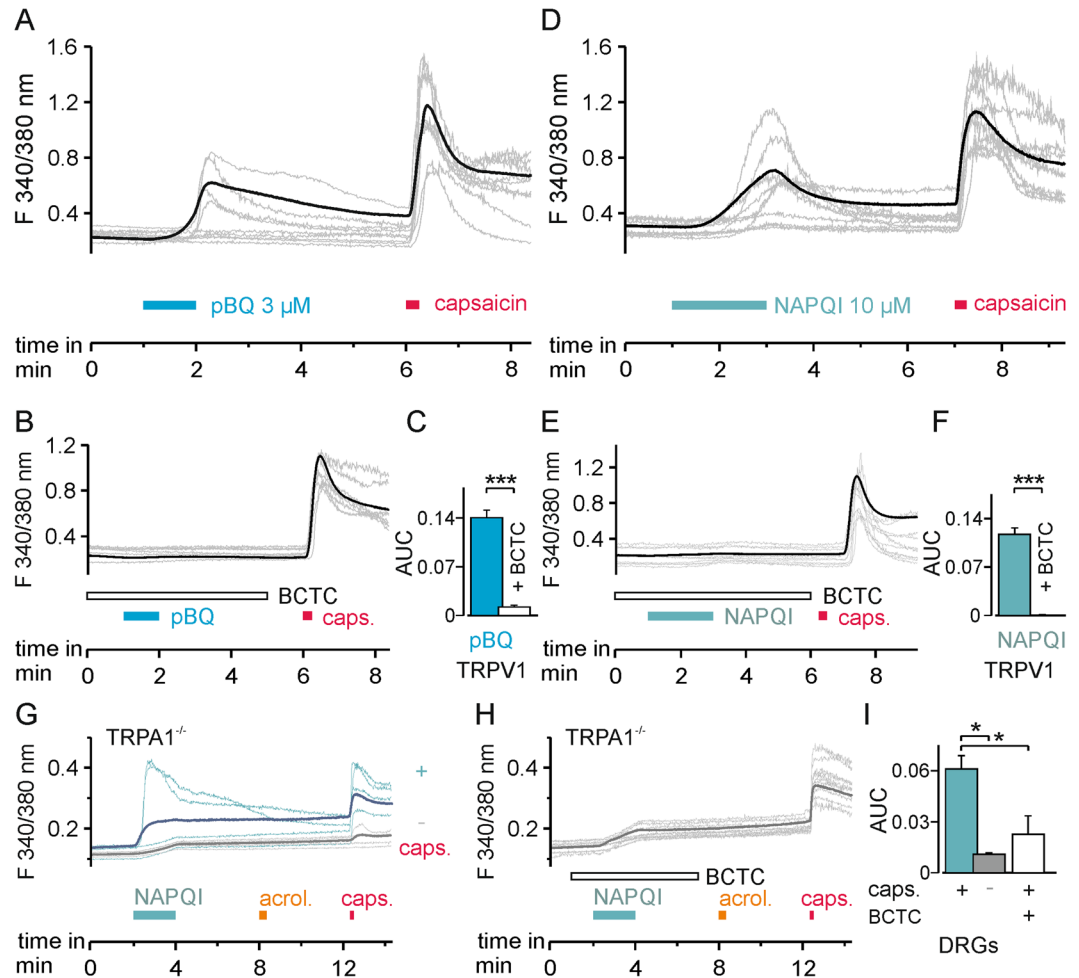 A
F 340/380 nm
1.6
1.2
0.8
0.4
pBQ 3 µM
capsaicin
time in min
0 2 4 6 8
D
F 340/380 nm
1.6
1.2
0.8
0.4
NAPQI 10 µM
capsaicin
time in min
0 2 4 6 8
B
F 340/380 nm
1.2
0.8
0.4
BCTC
pBQ
caps.
time in min
0 2 4 6 8
C
***
AUC
0.14
0.07
0
+ BCTC
pBQ
TRPV1
E
F 340/380 nm
1.2
0.8
0.4
BCTC
NAPQI
caps.
time in min
0 2 4 6 8
F
***
AUC
0.14
0.07
0
+ BCTC
NAPQI
TRPV1
G
TRPA1-/-
F 340/380 nm
0.4
0.2
+
-
caps.
NAPQI
acrol.
caps.
time in min
0 4 8 12
H
TRPA1-/-
F 340/380 nm
0.4
0.2
BCTC
NAPQI
acrol.
caps.
time in min
0 4 8 12
I
*
*
AUC
0.06
0.03
0
caps. + - +
BCTC +
DRGs